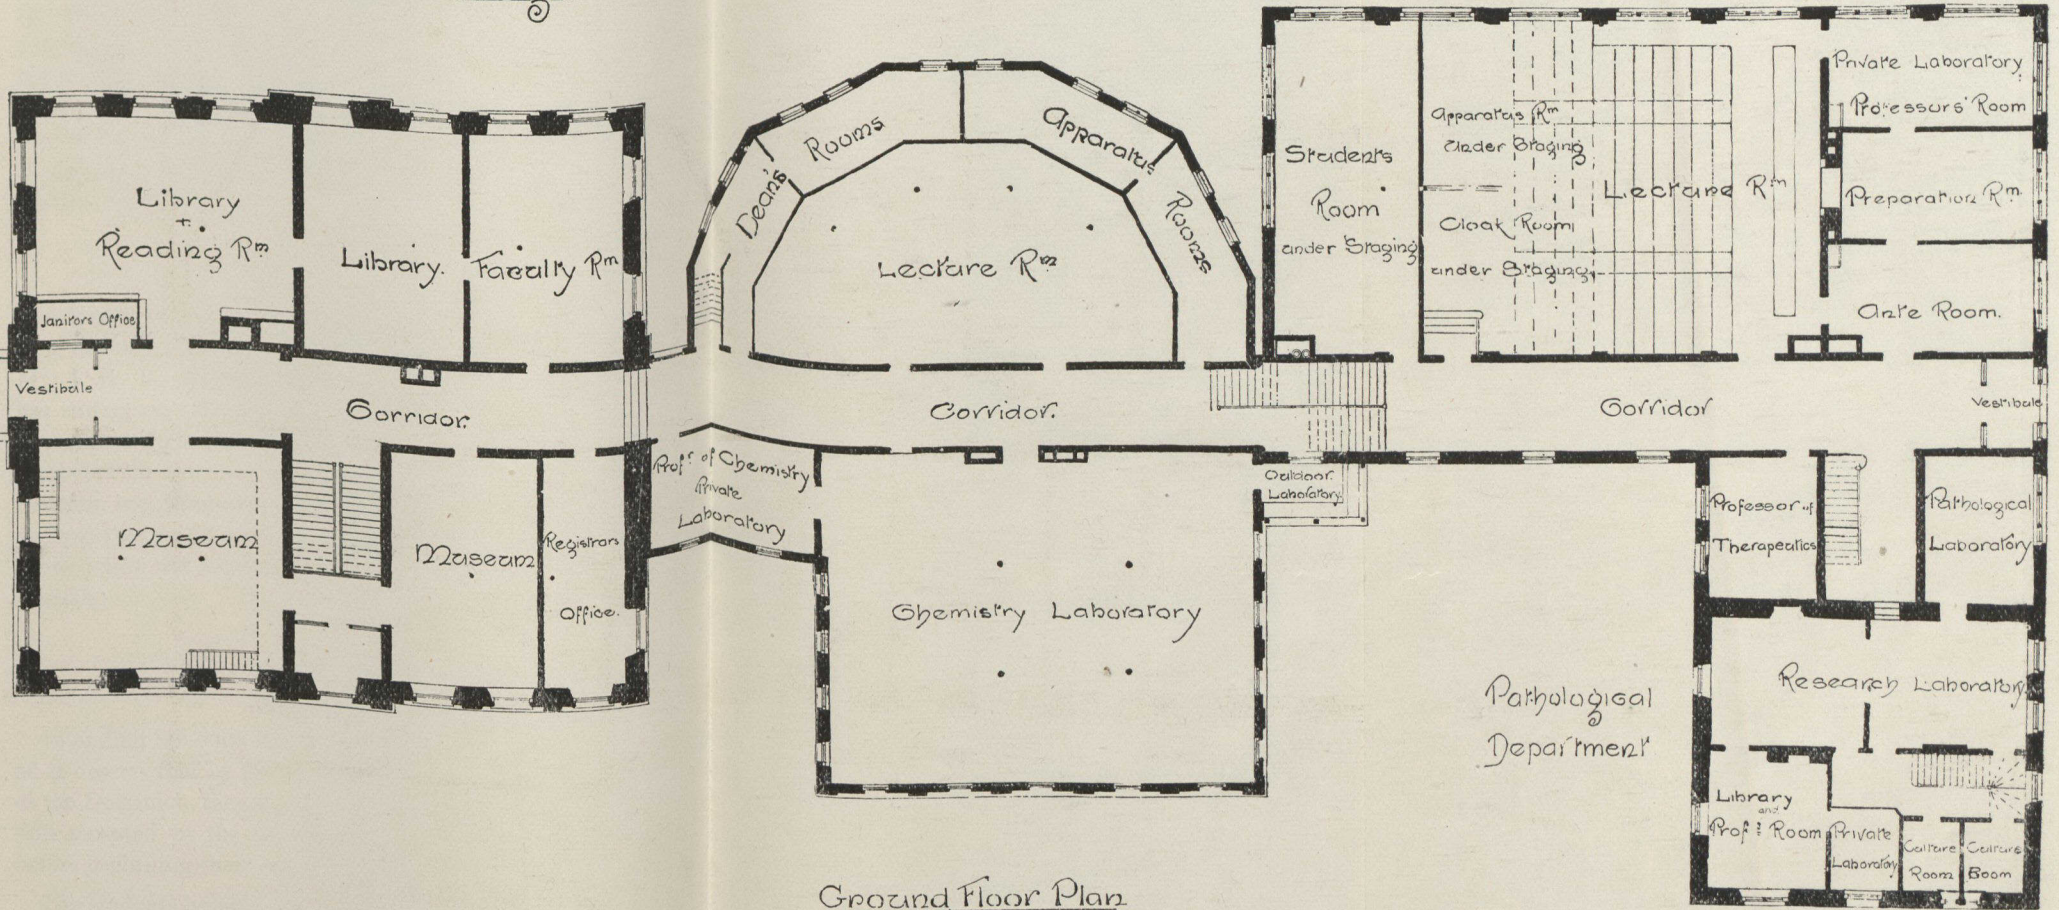 Library
+
Reading Rm
Janitors Office
Library.
Faculty Rm
Vestibule
Corridor.
Museum
Museum
Registrars
Office.
Dean's
Rooms
Apparatus
Rooms
Lecture Rm
Corridor.
Profr of Chemistry
Private
Laboratory
Chemistry Laboratory
Outdoor
Laboratory
Students
Room
under Staging
Apparatus Rm
under Staging
Cloak Room
under Staging
Lecture Rm
Private Laboratory
Professors' Room
Preparation Rm
Ante Room.
Corridor
Vestibule
Professor of
Therapeutics
Pathological
Laboratory
Research Laboratory
Pathological
Department
Library
and
Profs Room
Private
Laboratory
Culture
Room
Culture
Room
Ground Floor Plan